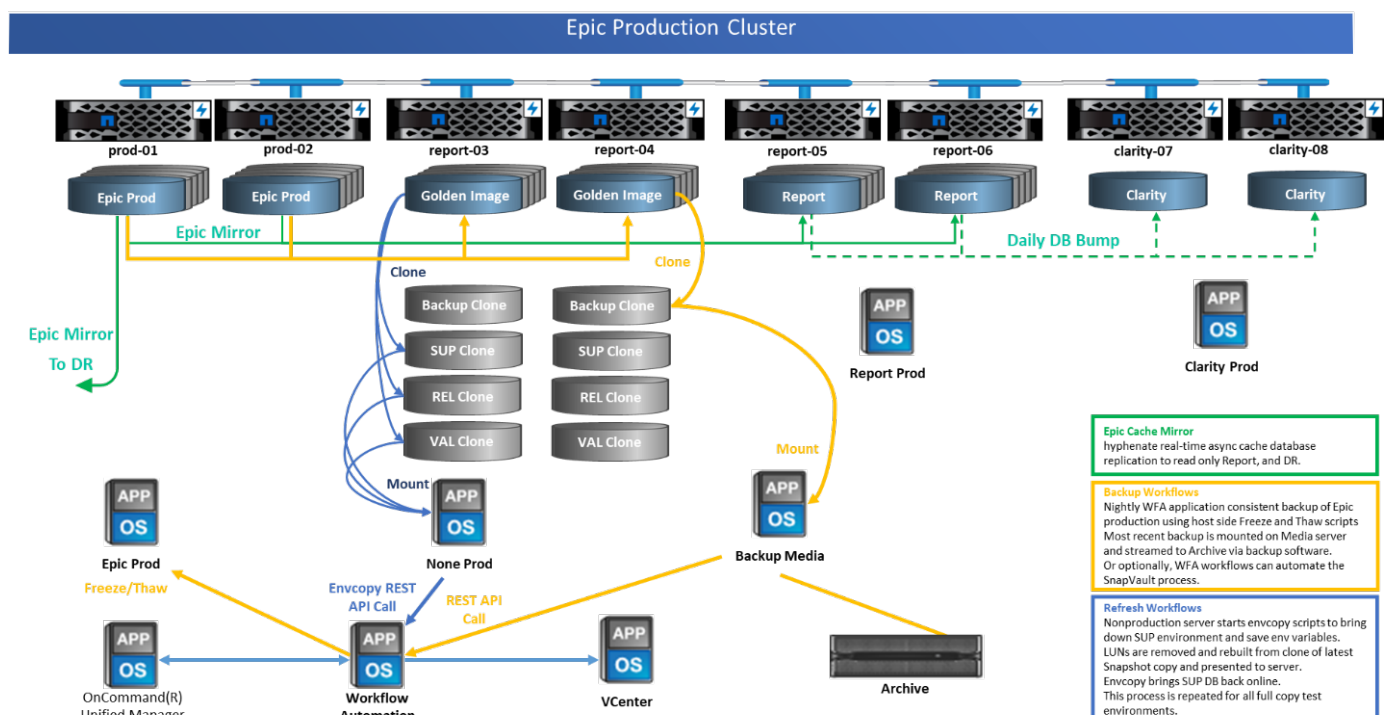 Epic Production Cluster
prod-01
prod-02
report-03
report-04
report-05
report-06
clarity-07
clarity-08
Epic Prod
Epic Prod
Golden Image
Golden Image
Report
Report
Clarity
Clarity
Epic Mirror
Daily DB Bump
Clone
Clone
Backup Clone
Backup Clone
SUP Clone
SUP Clone
REL Clone
REL Clone
VAL Clone
VAL Clone
Epic Mirror
To DR
APP
OS
Report Prod
APP
OS
Clarity Prod
Mount
Mount
APP
OS
Epic Prod
APP
OS
None Prod
APP
OS
Backup Media
Freeze/Thaw
Envcopy REST
API Call
REST API
Call
APP
OS
OnCommand(R)
Unified Manager
APP
OS
Workflow
Automation
APP
OS
VCenter
Archive
Epic Cache Mirror
hyphenate real-time async cache database
replication to read only Report, and DR.
Backup Workflows
Nightly WFA application consistent backup of Epic
production using host side Freeze and Thaw scripts
Most recent backup is mounted on Media server
and streamed to Archive via backup software.
Or optionally, WFA workflows can automate the
SnapVault process.
Refresh Workflows
Nonproduction server starts envcopy scripts to bring
down SUP environment and save env variables.
LUNs are removed and rebuilt from clone of latest
Snapshot copy and presented to server.
Envcopy brings SUP DB back online.
This process is repeated for all full copy test
environments.